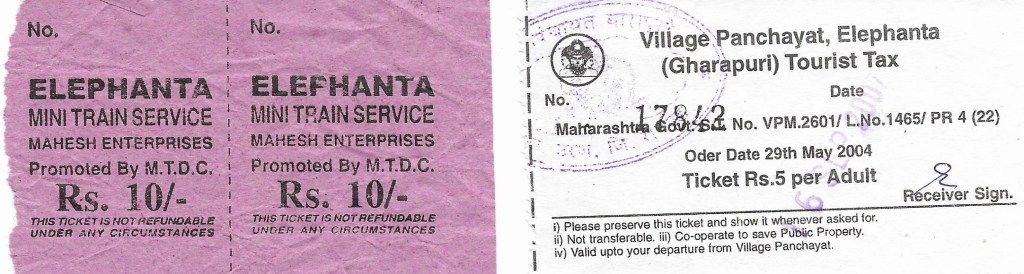 No.
ELEPHANTA
MINI TRAIN SERVICE
MAHESH ENTERPRISES
Promoted By M.T.D.C.
Rs. 10/-
THIS TICKET IS NOT REFUNDABLE
UNDER ANY CIRCUMSTANCES
No.
ELEFHANTA
MINI TRAIN SERVICE
MAHESH ENTERPRISES
Promoted By M.T.D.C.
Rs. 10/-
THIS TICKET IS NOT REFUNDABLE
UNDER ANY CIRCUMSTANCES
Village Panchayat, Elephanta
(Gharapuri) Tourist Tax
Date
No. 17842
Maharashtra Govt. Sd. No. VPM.2601/ L.No.1465/ PR 4 (22)
Oder Date 29th May 2004
Ticket Rs.5 per Adult
Receiver Sign.
i) Please preserve this ticket and show it whenever asked for.
ii) Not transferable. iii) Co-operate to save Public Property.
iv) Valid upto your departure from Village Panchayat.